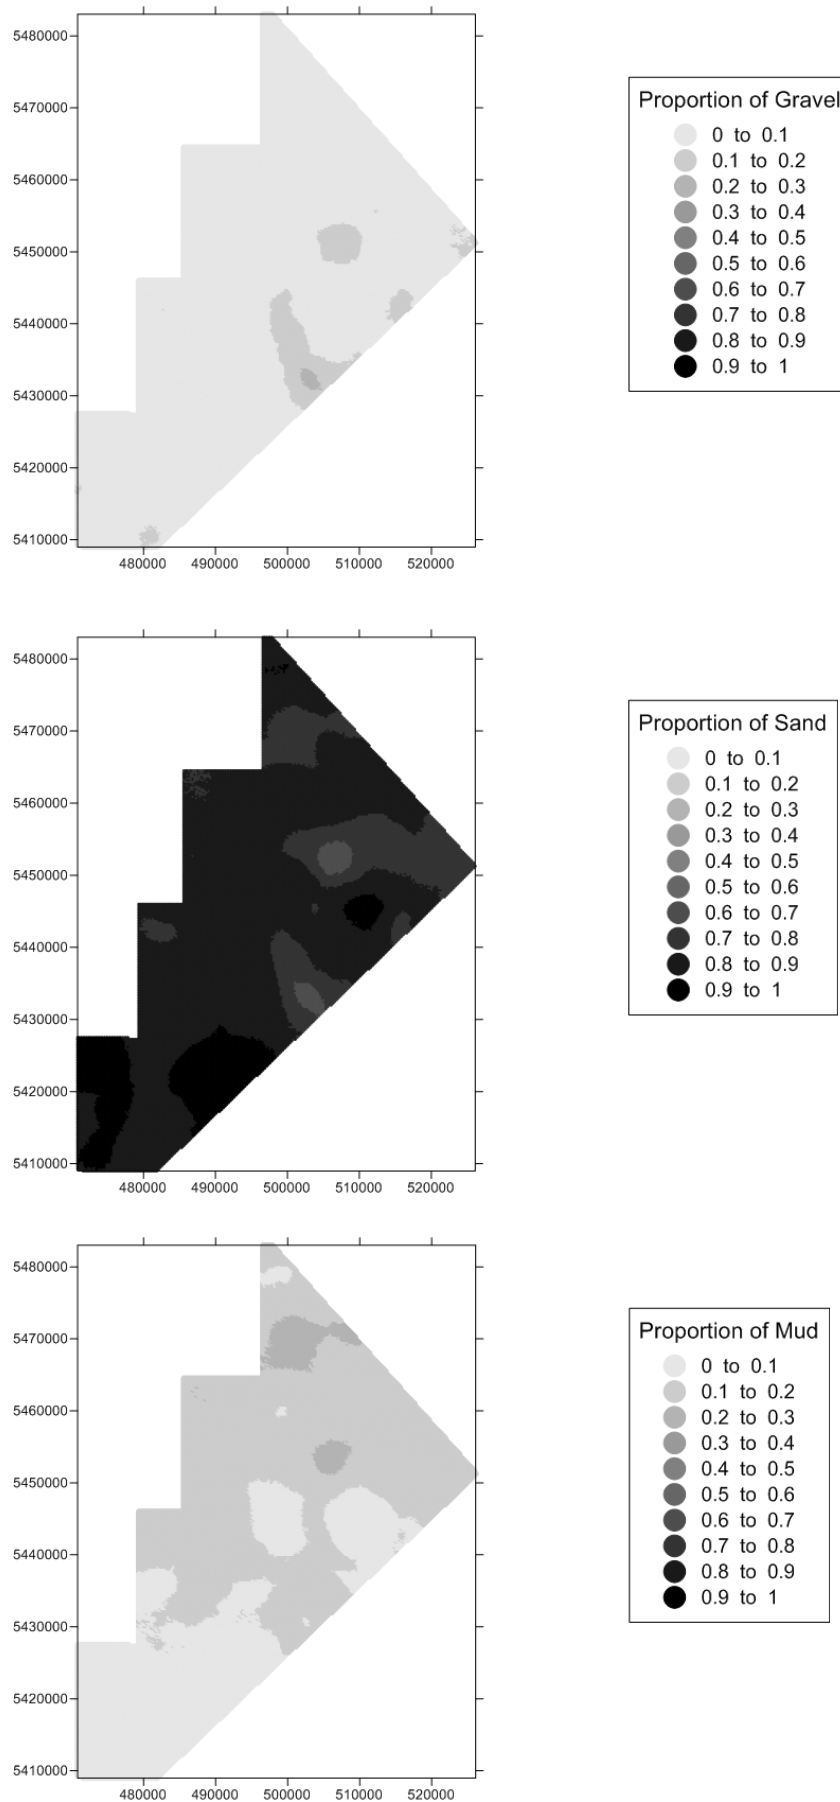 5480000
5470000
5460000
5450000
5440000
5430000
5420000
5410000
480000 490000 500000 510000 520000
Proportion of Gravel
0 to 0.1
0.1 to 0.2
0.2 to 0.3
0.3 to 0.4
0.4 to 0.5
0.5 to 0.6
0.6 to 0.7
0.7 to 0.8
0.8 to 0.9
0.9 to 1
5480000
5470000
5460000
5450000
5440000
5430000
5420000
5410000
480000 490000 500000 510000 520000
Proportion of Sand
0 to 0.1
0.1 to 0.2
0.2 to 0.3
0.3 to 0.4
0.4 to 0.5
0.5 to 0.6
0.6 to 0.7
0.7 to 0.8
0.8 to 0.9
0.9 to 1
5480000
5470000
5460000
5450000
5440000
5430000
5420000
5410000
480000 490000 500000 510000 520000
Proportion of Mud
0 to 0.1
0.1 to 0.2
0.2 to 0.3
0.3 to 0.4
0.4 to 0.5
0.5 to 0.6
0.6 to 0.7
0.7 to 0.8
0.8 to 0.9
0.9 to 1